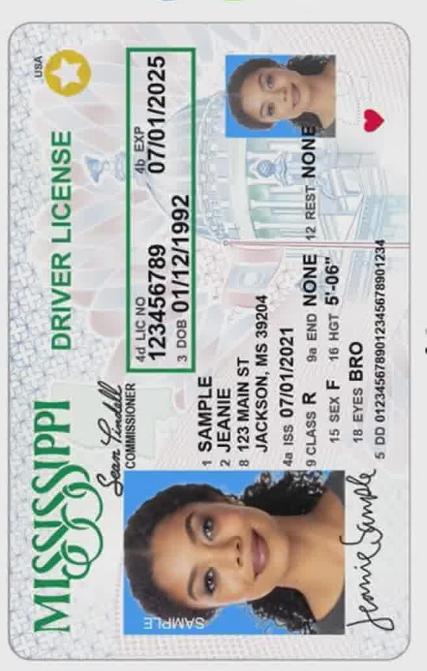 MISSISSIPPI DRIVER LICENSE USA
Sean Tindell
COMMISSIONER
4d LIC NO 4b EXP
123456789 07/01/2025
3 DOB 01/12/1992
1 SAMPLE
2 JEANIE
8 123 MAIN ST
JACKSON, MS 39204
4a ISS 07/01/2021
9 CLASS R 9a END NONE 12 REST NONE
15 SEX F 16 HGT 5'-06"
18 EYES BRO
5 DD 0123456789012345678901234
SAMPLE
Jeanie Sample